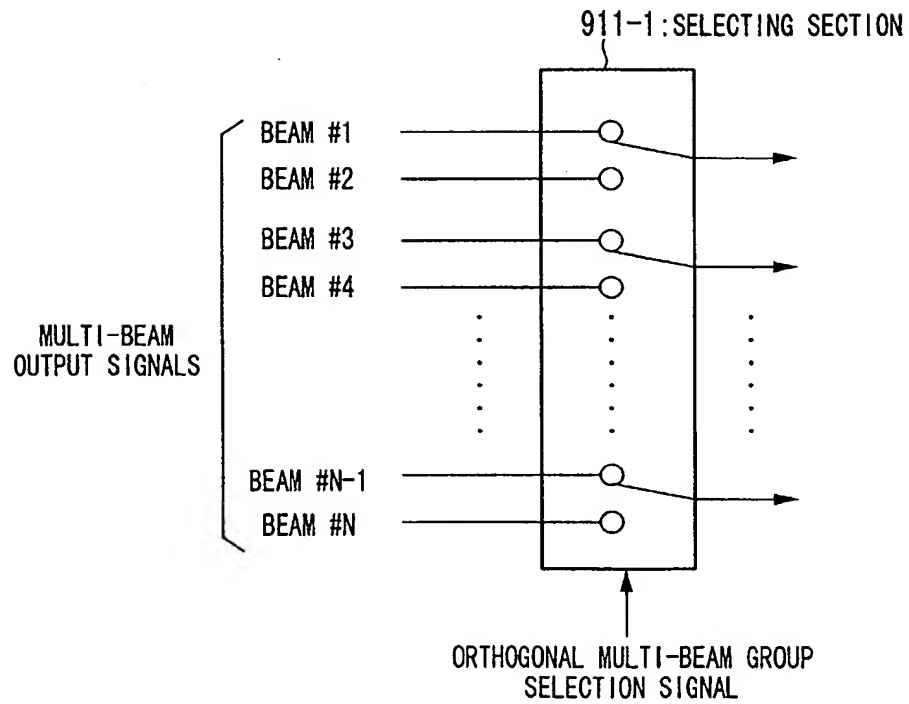 911-1:SELECTING SECTION
BEAM #1
BEAM #2
BEAM #3
BEAM #4
MULTI-BEAM
OUTPUT SIGNALS
BEAM #N-1
BEAM #N
ORTHOGONAL MULTI-BEAM GROUP
SELECTION SIGNAL